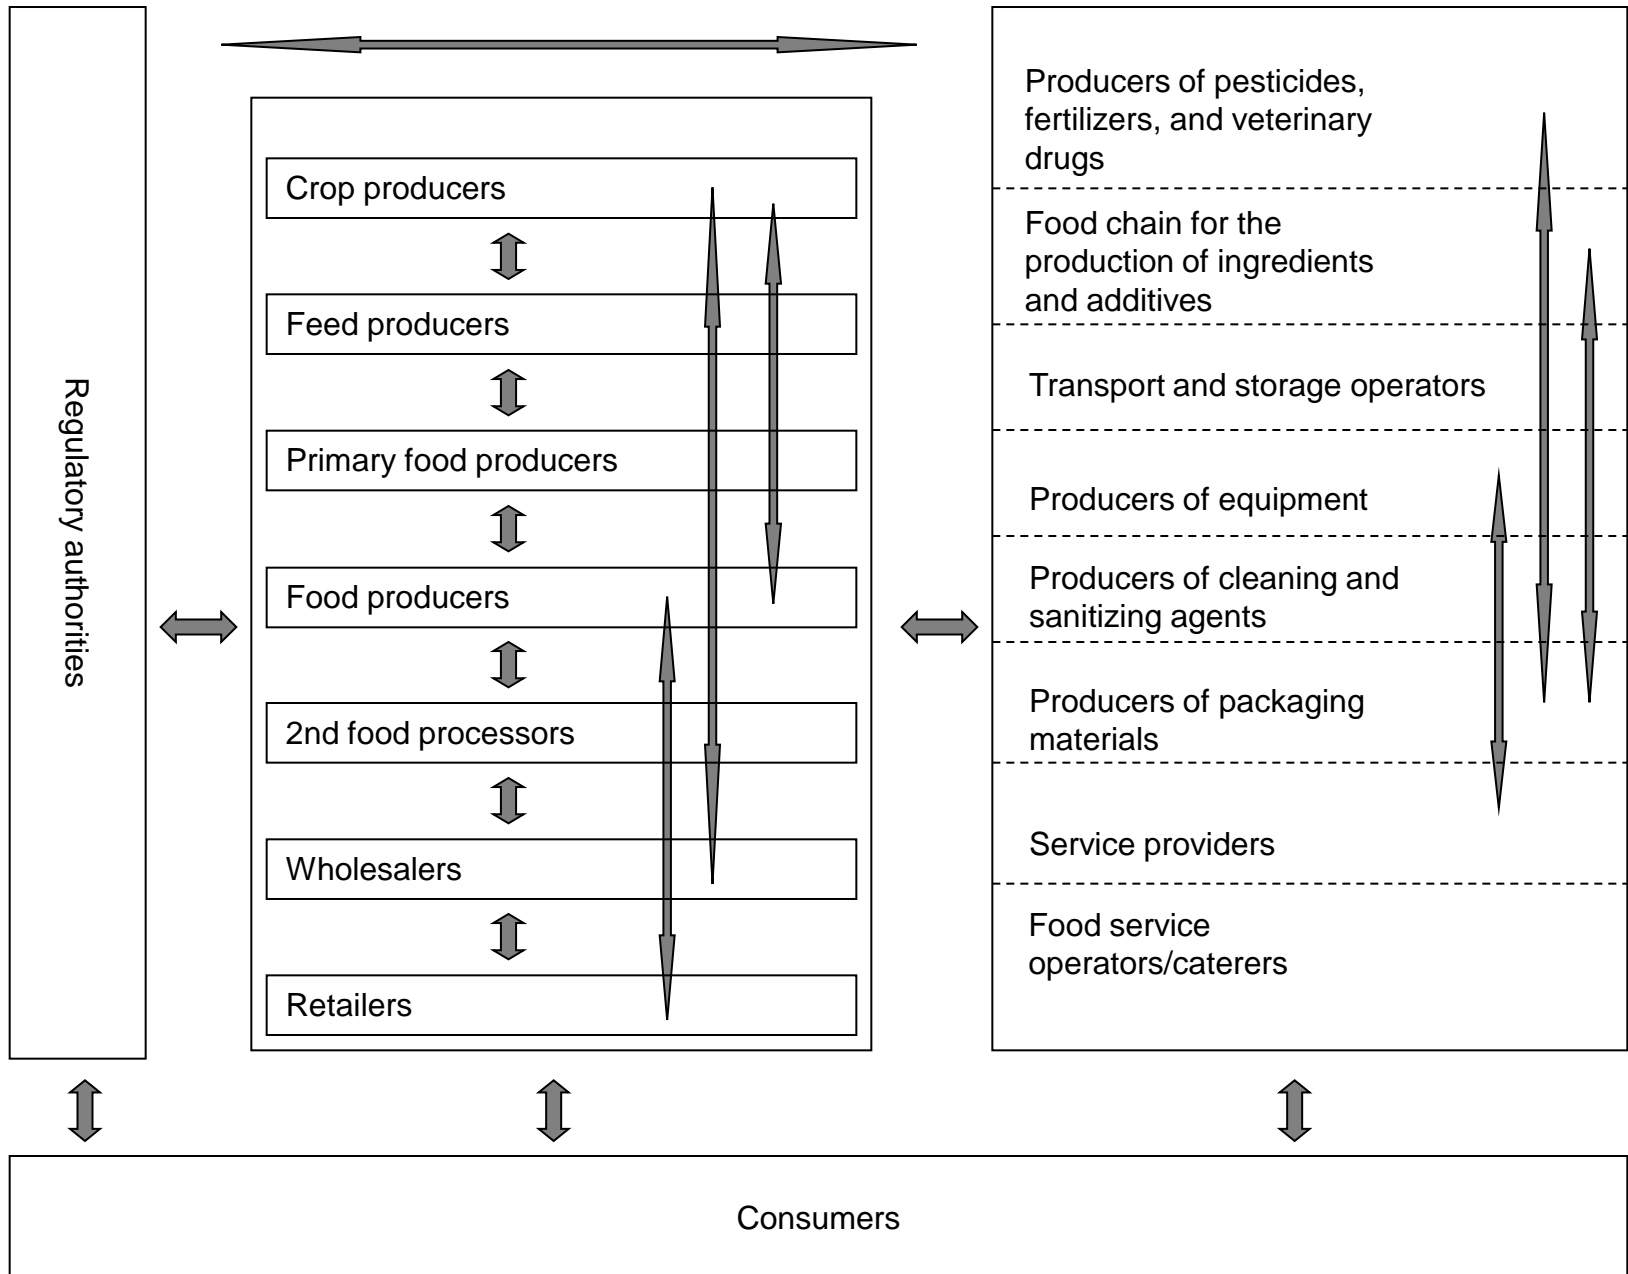 Regulatory authorities
Crop producers
Feed producers
Primary food producers
Food producers
2nd food processors
Wholesalers
Retailers
Producers of pesticides,
fertilizers, and veterinary
drugs
Food chain for the
production of ingredients
and additives
Transport and storage operators
Producers of equipment
Producers of cleaning and
sanitizing agents
Producers of packaging
materials
Service providers
Food service
operators/caterers
Consumers